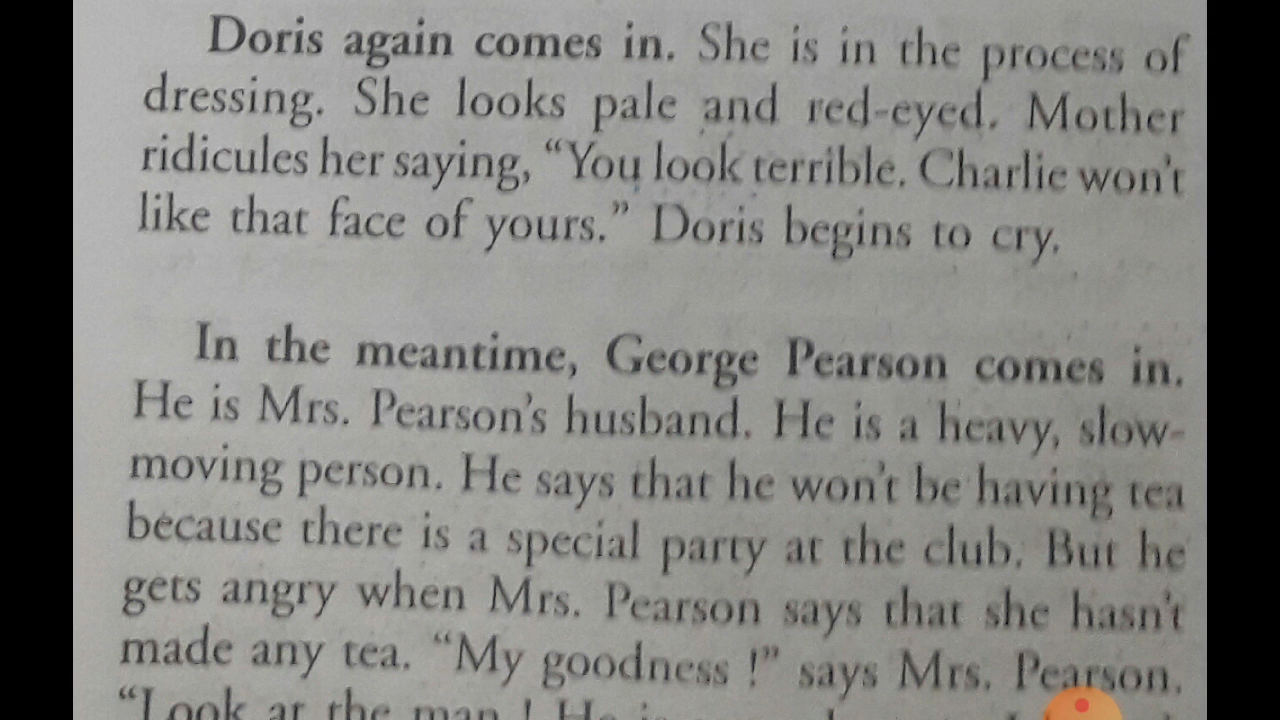 Doris again comes in. She is in the process of
dressing. She looks pale and red-eyed. Mother
ridicules her saying, “You look terrible. Charlie won't
like that face of yours.” Doris begins to cry.
In the meantime, George Pearson comes in.
He is Mrs. Pearson's husband. He is a heavy, slow-
moving person. He says that he won't be having tea
because there is a special party at the club. But he
gets angry when Mrs. Pearson says that she hasn't
made any tea. “My goodness !” says Mrs. Pearson.
“Look at the man ! He